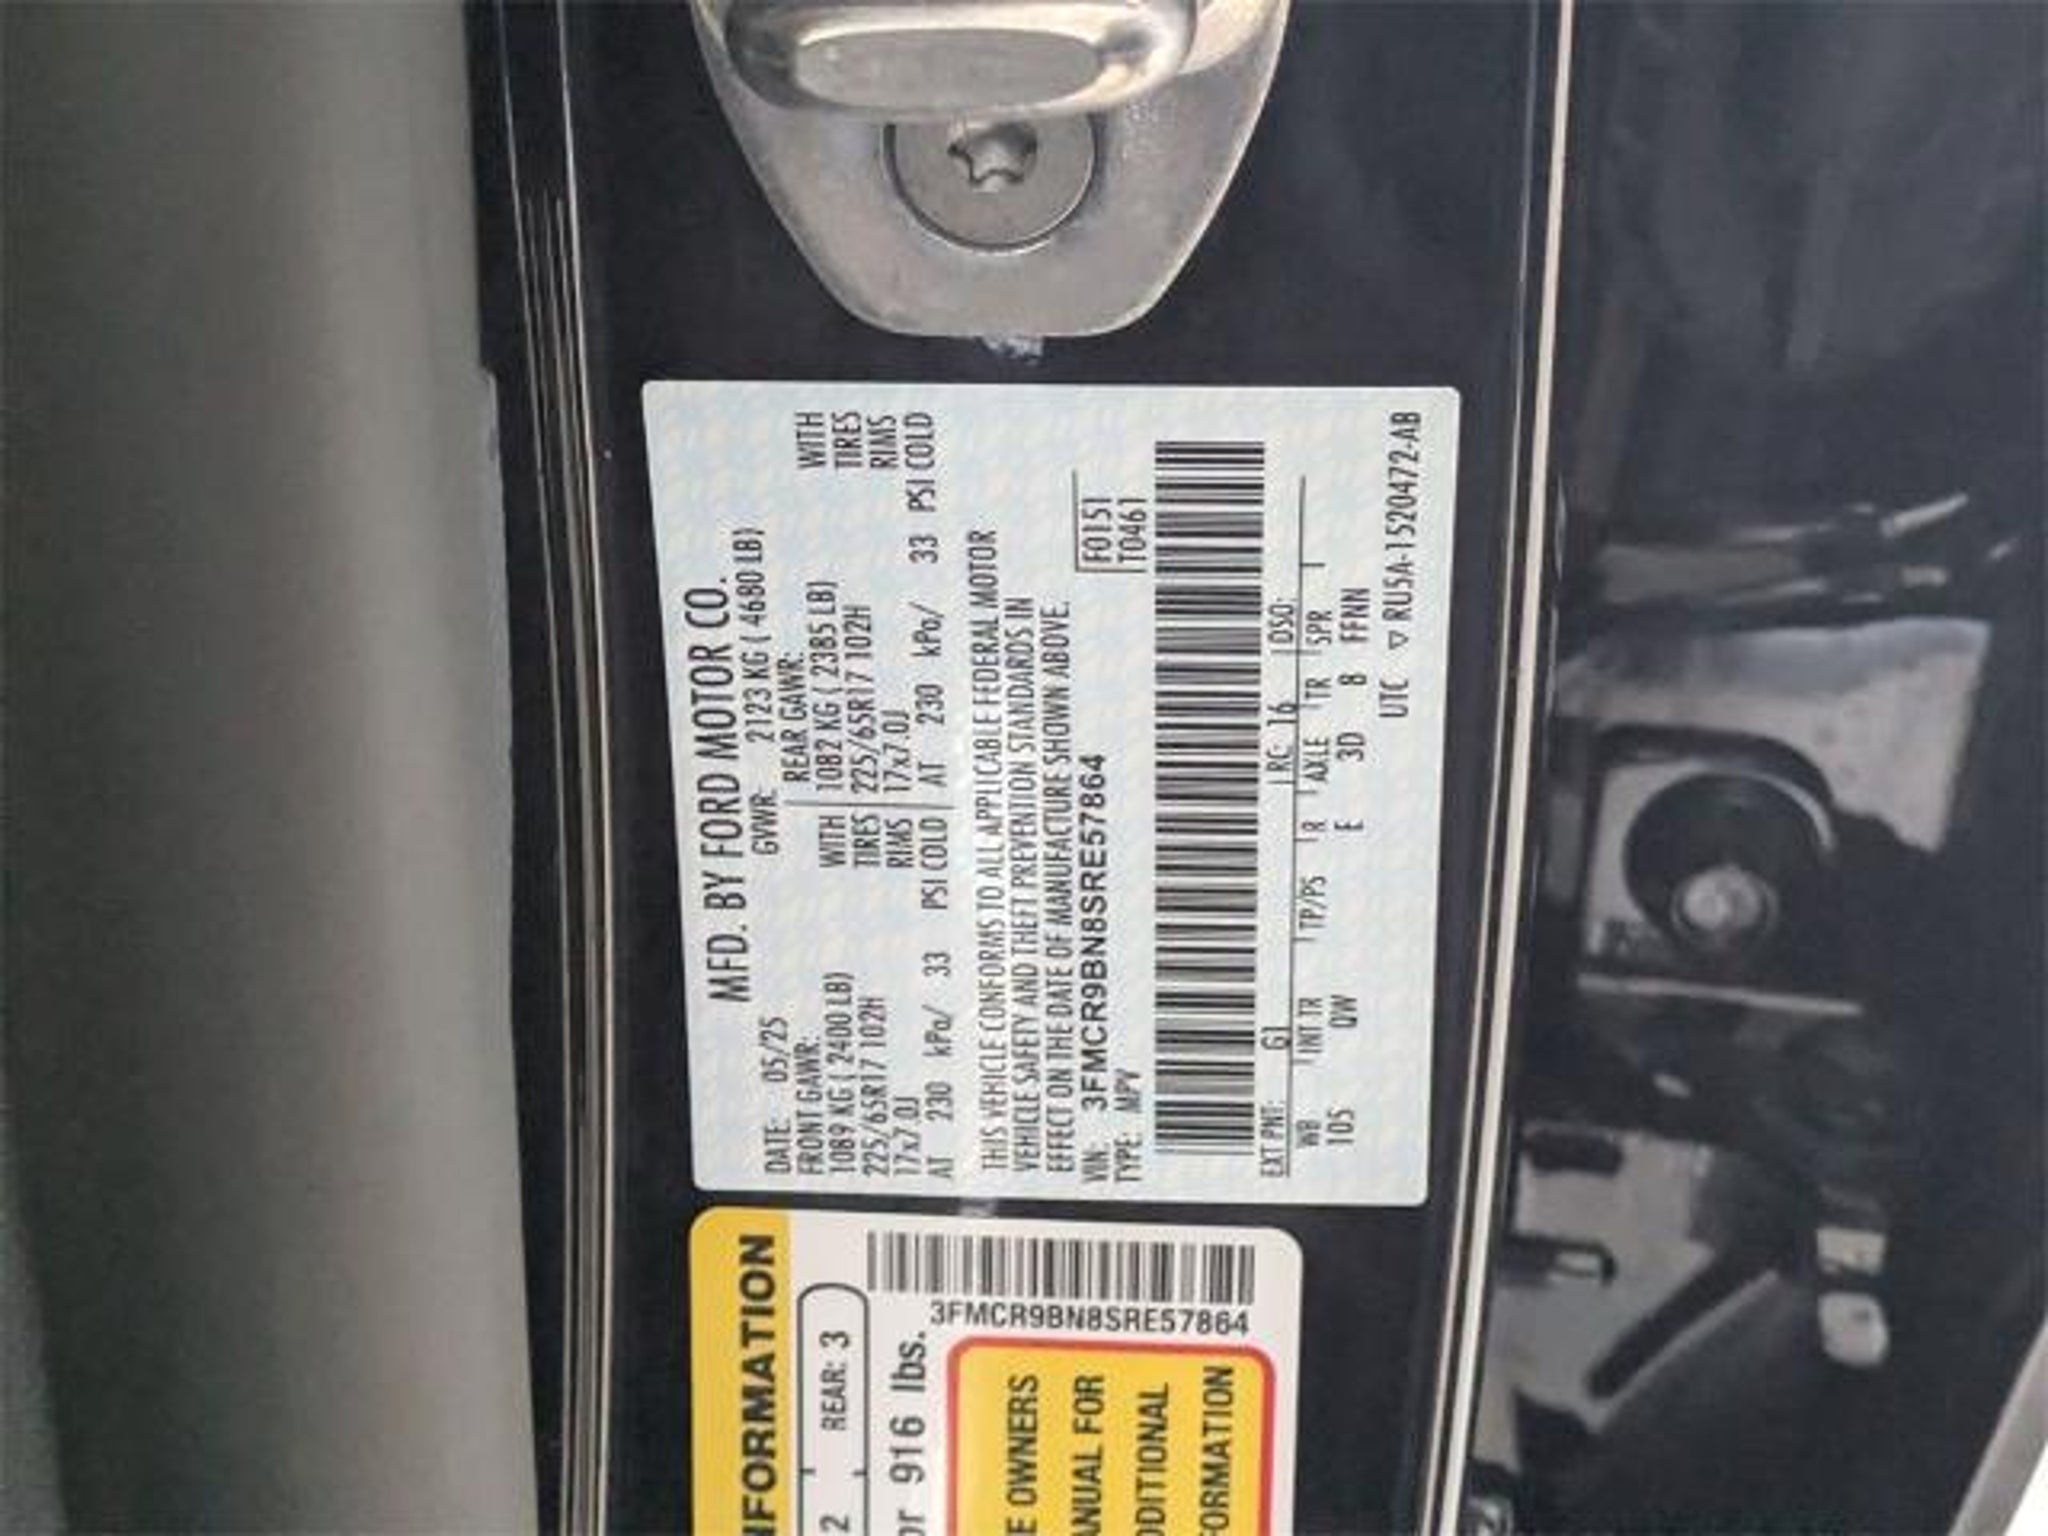 MFD. BY FORD MOTOR CO.
DATE: 05/25 GVWR: 2123 KG ( 4680 LB)
FRONT GAWR: REAR GAWR:
1089 KG ( 2400 LB) WITH 1082 KG ( 2385 LB) WITH
225/65R17 102H TIRES 225/65R17 102H TIRES
17x7.0J RIMS 17x7.0J RIMS
AT 230 kPa/ 33 PSI COLD AT 230 kPa/ 33 PSI COLD
THIS VEHICLE CONFORMS TO ALL APPLICABLE FEDERAL MOTOR
VEHICLE SAFETY AND THEFT PREVENTION STANDARDS IN
EFFECT ON THE DATE OF MANUFACTURE SHOWN ABOVE.
VIN: 3FMCR9BN8SRE57864 F0151
TYPE: MPV T0461
EXT PNT: G1 RC: 16 DSO:
WB INT TR TP/PS R AXLE TR SPR
105 QW E 3D 8 FFNN
UTC ▽ RU5A-1520472-AB
INFORMATION
2 REAR: 3
or 916 lbs.
3FMCR9BN8SRE57864
E OWNERS
ANUAL FOR
DDITIONAL
FORMATION